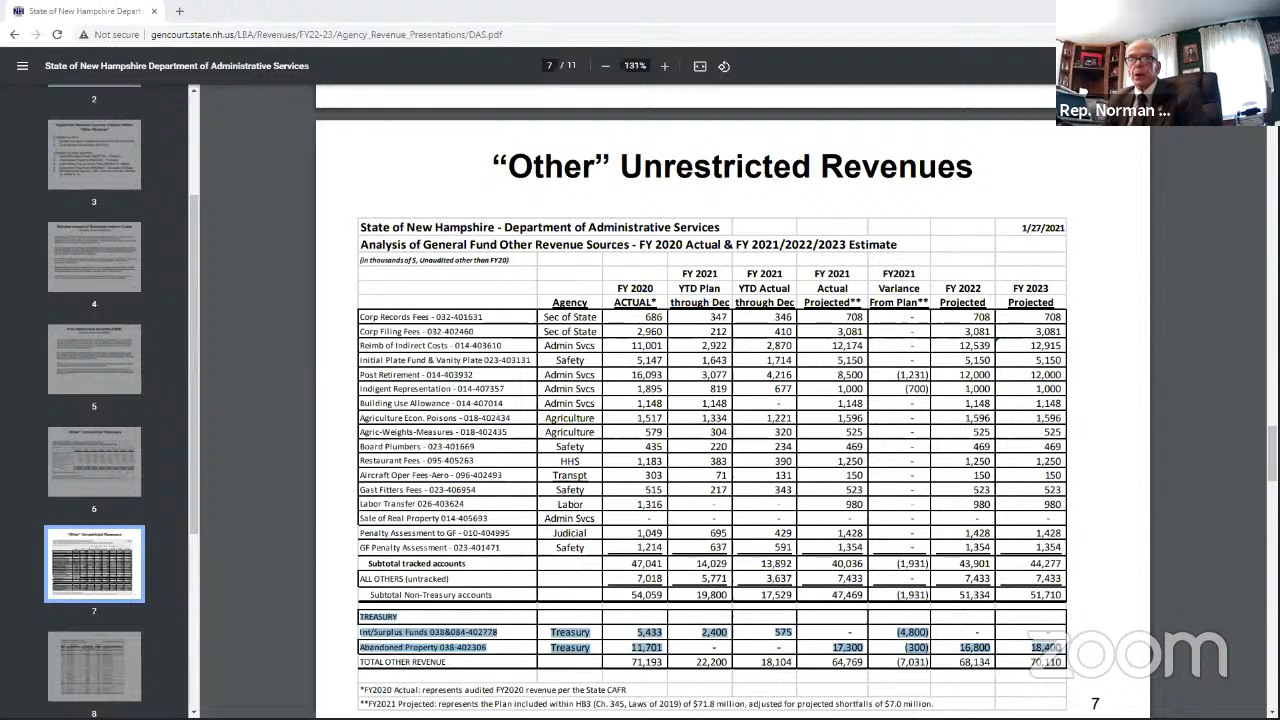 State of New Hampshire Depart
Not secure | gencourt.state.nh.us/LBA/Revenues/FY22-23/Agency_Revenue_Presentations/DAS.pdf
State of New Hampshire Department of Administrative Services
7 / 11
131%
Rep. Norman ...
2
3
4
5
6
7
8
"Other" Unrestricted Revenues
State of New Hampshire - Department of Administrative Services 1/27/2021
Analysis of General Fund Other Revenue Sources - FY 2020 Actual & FY 2021/2022/2023 Estimate
(in thousands of $, Unaudited other than FY20)
FY 2021 FY 2021 FY 2021 FY2021
FY 2020 YTD Plan YTD Actual Actual Variance FY 2022 FY 2023
Agency ACTUAL* through Dec through Dec Projected** From Plan** Projected Projected
Corp Records Fees - 032-401631 Sec of State 686 347 346 708 - 708 708
Corp Filing Fees - 032-402460 Sec of State 2,960 212 410 3,081 - 3,081 3,081
Reimb of Indirect Costs - 014-403610 Admin Svcs 11,001 2,922 2,870 12,174 - 12,539 12,915
Initial Plate Fund & Vanity Plate 023-403131 Safety 5,147 1,643 1,714 5,150 - 5,150 5,150
Post Retirement - 014-403932 Admin Svcs 16,093 3,077 4,216 8,500 (1,231) 12,000 12,000
Indigent Representation - 014-407357 Admin Svcs 1,895 819 677 1,000 (700) 1,000 1,000
Building Use Allowance - 014-407014 Admin Svcs 1,148 1,148 - 1,148 - 1,148 1,148
Agriculture Econ. Poisons - 018-402434 Agriculture 1,517 1,334 1,221 1,596 - 1,596 1,596
Agric-Weights-Measures - 018-402435 Agriculture 579 304 320 525 - 525 525
Board Plumbers - 023-401669 Safety 435 220 234 469 - 469 469
Restaurant Fees - 095-405263 HHS 1,183 383 390 1,250 - 1,250 1,250
Aircraft Oper Fees-Aero - 096-402493 Transpt 303 71 131 150 - 150 150
Gast Fitters Fees - 023-406954 Safety 515 217 343 523 - 523 523
Labor Transfer 026-403624 Labor 1,316 - - 980 - 980 980
Sale of Real Property 014-405693 Admin Svcs - - - - - - -
Penalty Assessment to GF - 010-404995 Judicial 1,049 695 429 1,428 - 1,428 1,428
GF Penalty Assessment - 023-401471 Safety 1,214 637 591 1,354 - 1,354 1,354
Subtotal tracked accounts 47,041 14,029 13,892 40,036 (1,931) 43,901 44,277
ALL OTHERS (untracked) 7,018 5,771 3,637 7,433 - 7,433 7,433
Subtotal Non-Treasury accounts 54,059 19,800 17,529 47,469 (1,931) 51,334 51,710
TREASURY
Int/Surplus Funds 038&084-402778 Treasury 5,433 2,400 575 - (4,800) - -
Abandoned Property 038-402306 Treasury 11,701 - - 17,300 (300) 16,800 18,400
TOTAL OTHER REVENUE 71,193 22,200 18,104 64,769 (7,031) 68,134 70,110
*FY2020 Actual: represents audited FY2020 revenue per the State CAFR
**FY2021 Projected: represents the Plan included within HB3 (Ch. 345, Laws of 2019) of $71.8 million, adjusted for projected shortfalls of $7.0 million.
7
zoom